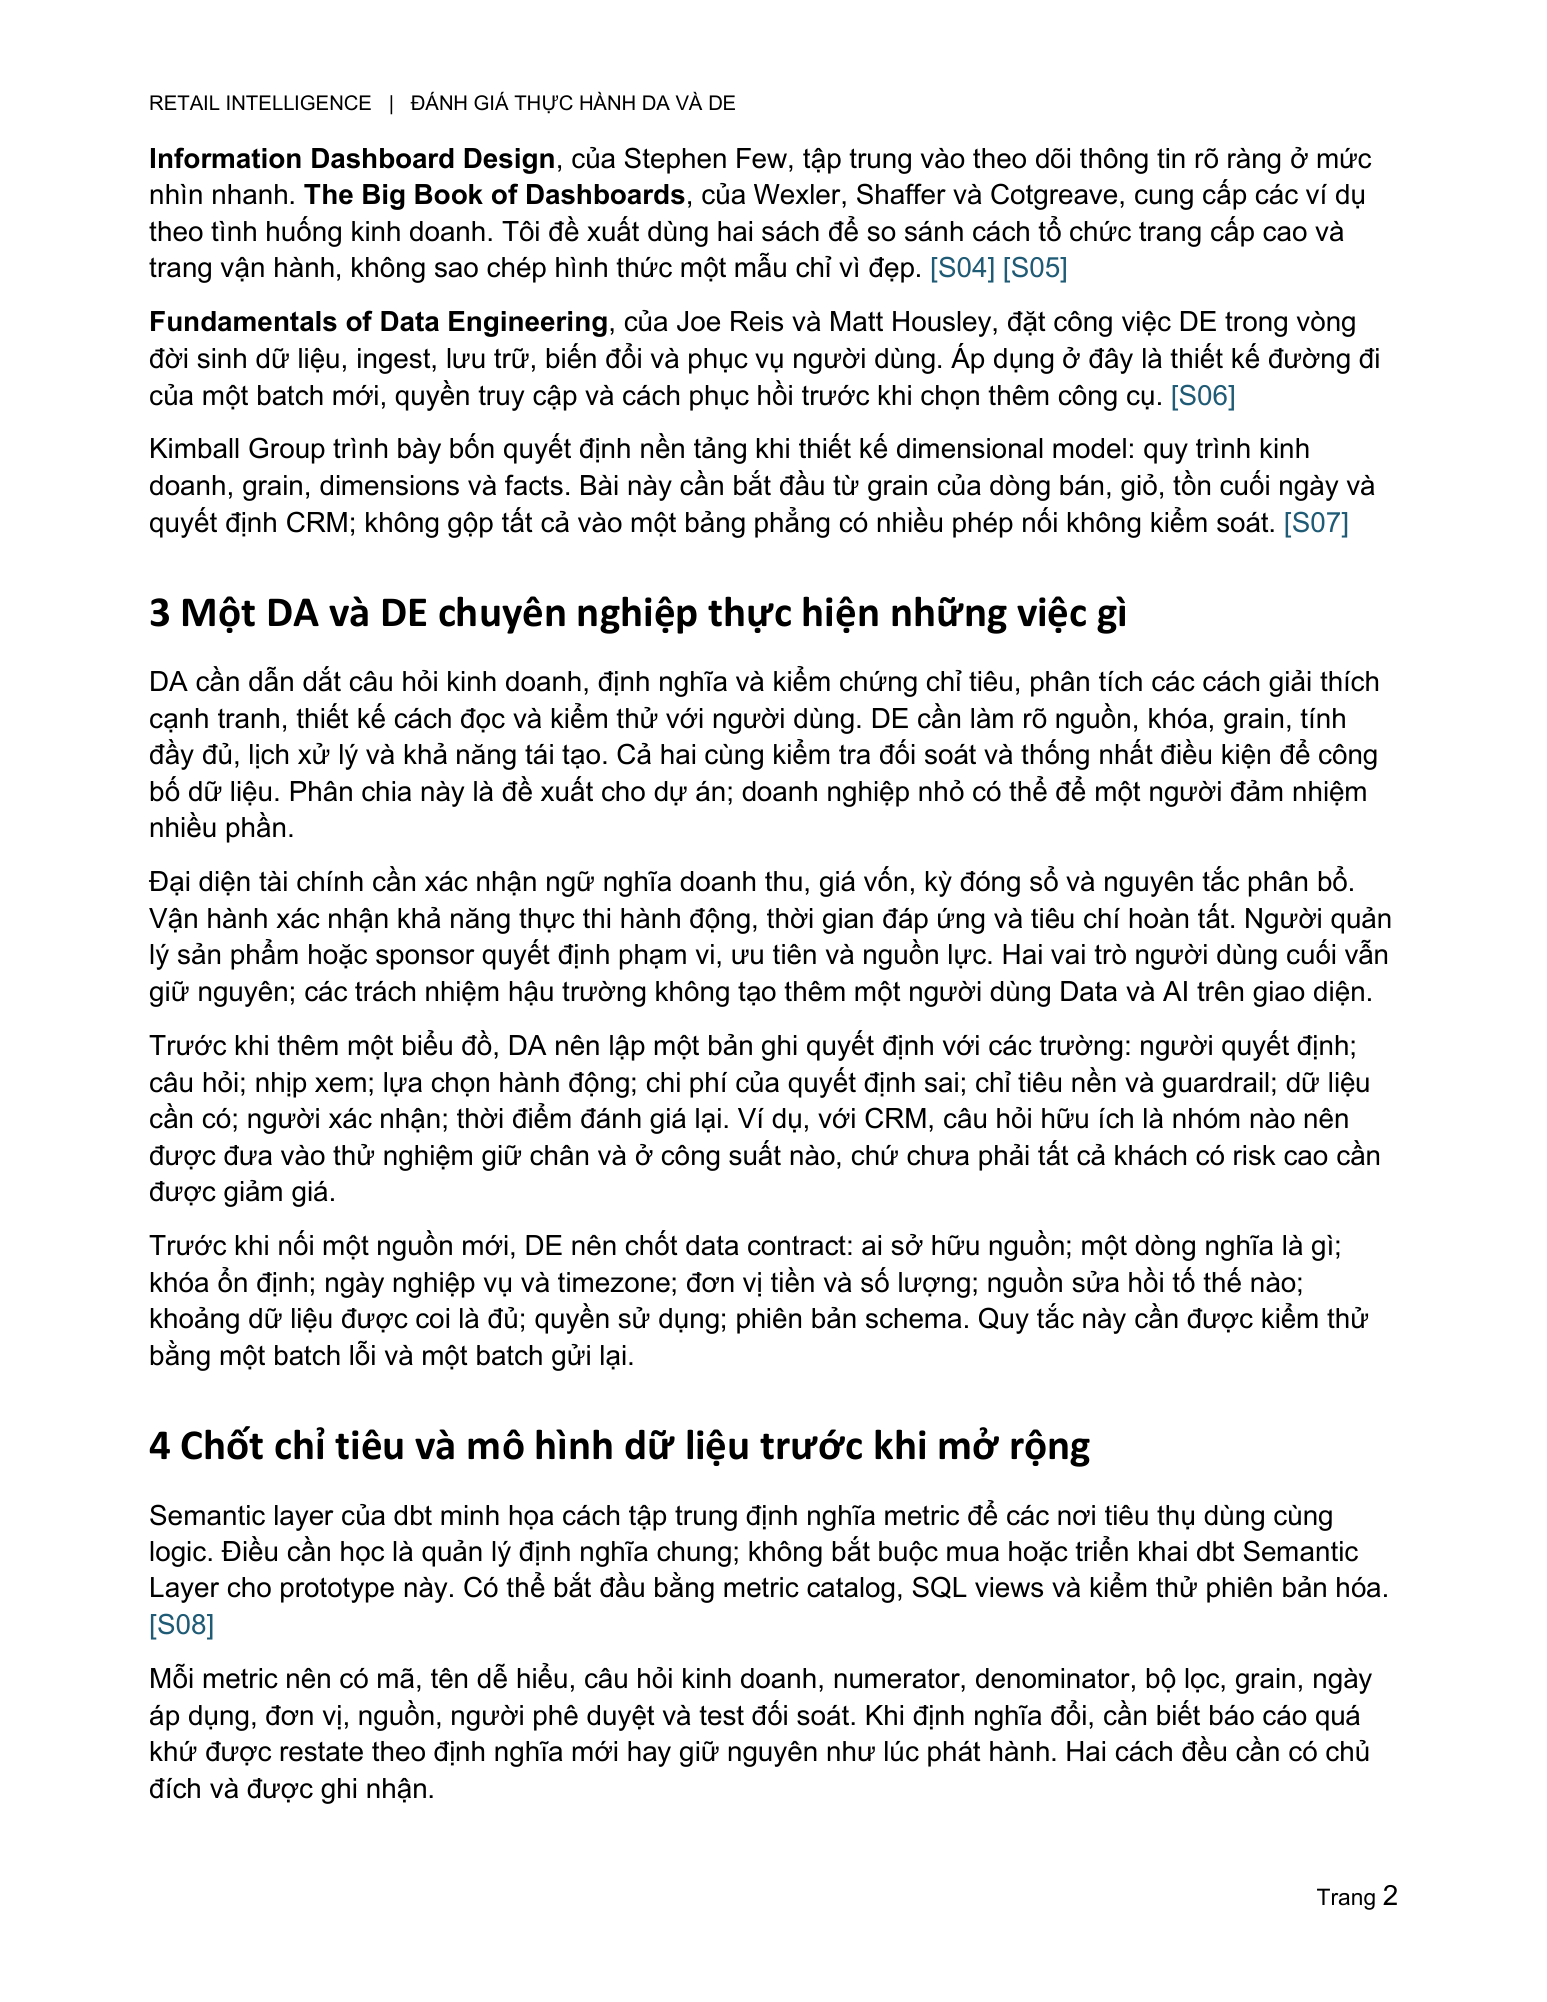 RETAIL INTELLIGENCE | ĐÁNH GIÁ THỰC HÀNH DA VÀ DE
Information Dashboard Design, của Stephen Few, tập trung vào theo dõi thông tin rõ ràng ở mức
nhìn nhanh. The Big Book of Dashboards, của Wexler, Shaffer và Cotgreave, cung cấp các ví dụ
theo tình huống kinh doanh. Tôi đề xuất dùng hai sách để so sánh cách tổ chức trang cấp cao và
trang vận hành, không sao chép hình thức một mẫu chỉ vì đẹp. [S04] [S05]
Fundamentals of Data Engineering, của Joe Reis và Matt Housley, đặt công việc DE trong vòng
đời sinh dữ liệu, ingest, lưu trữ, biến đổi và phục vụ người dùng. Áp dụng ở đây là thiết kế đường đi
của một batch mới, quyền truy cập và cách phục hồi trước khi chọn thêm công cụ. [S06]
Kimball Group trình bày bốn quyết định nền tảng khi thiết kế dimensional model: quy trình kinh
doanh, grain, dimensions và facts. Bài này cần bắt đầu từ grain của dòng bán, giỏ, tồn cuối ngày và
quyết định CRM; không gộp tất cả vào một bảng phẳng có nhiều phép nối không kiểm soát. [S07]
3 Một DA và DE chuyên nghiệp thực hiện những việc gì
DA cần dẫn dắt câu hỏi kinh doanh, định nghĩa và kiểm chứng chỉ tiêu, phân tích các cách giải thích
cạnh tranh, thiết kế cách đọc và kiểm thử với người dùng. DE cần làm rõ nguồn, khóa, grain, tính
đầy đủ, lịch xử lý và khả năng tái tạo. Cả hai cùng kiểm tra đối soát và thống nhất điều kiện để công
bố dữ liệu. Phân chia này là đề xuất cho dự án; doanh nghiệp nhỏ có thể để một người đảm nhiệm
nhiều phần.
Đại diện tài chính cần xác nhận ngữ nghĩa doanh thu, giá vốn, kỳ đóng sổ và nguyên tắc phân bổ.
Vận hành xác nhận khả năng thực thi hành động, thời gian đáp ứng và tiêu chí hoàn tất. Người quản
lý sản phẩm hoặc sponsor quyết định phạm vi, ưu tiên và nguồn lực. Hai vai trò người dùng cuối vẫn
giữ nguyên; các trách nhiệm hậu trường không tạo thêm một người dùng Data và AI trên giao diện.
Trước khi thêm một biểu đồ, DA nên lập một bản ghi quyết định với các trường: người quyết định;
câu hỏi; nhịp xem; lựa chọn hành động; chi phí của quyết định sai; chỉ tiêu nền và guardrail; dữ liệu
cần có; người xác nhận; thời điểm đánh giá lại. Ví dụ, với CRM, câu hỏi hữu ích là nhóm nào nên
được đưa vào thử nghiệm giữ chân và ở công suất nào, chứ chưa phải tất cả khách có risk cao cần
được giảm giá.
Trước khi nối một nguồn mới, DE nên chốt data contract: ai sở hữu nguồn; một dòng nghĩa là gì;
khóa ổn định; ngày nghiệp vụ và timezone; đơn vị tiền và số lượng; nguồn sửa hồi tố thế nào;
khoảng dữ liệu được coi là đủ; quyền sử dụng; phiên bản schema. Quy tắc này cần được kiểm thử
bằng một batch lỗi và một batch gửi lại.
4 Chốt chỉ tiêu và mô hình dữ liệu trước khi mở rộng
Semantic layer của dbt minh họa cách tập trung định nghĩa metric để các nơi tiêu thụ dùng cùng
logic. Điều cần học là quản lý định nghĩa chung; không bắt buộc mua hoặc triển khai dbt Semantic
Layer cho prototype này. Có thể bắt đầu bằng metric catalog, SQL views và kiểm thử phiên bản hóa.
[S08]
Mỗi metric nên có mã, tên dễ hiểu, câu hỏi kinh doanh, numerator, denominator, bộ lọc, grain, ngày
áp dụng, đơn vị, nguồn, người phê duyệt và test đối soát. Khi định nghĩa đổi, cần biết báo cáo quá
khứ được restate theo định nghĩa mới hay giữ nguyên như lúc phát hành. Hai cách đều cần có chủ
đích và được ghi nhận.
Trang 2